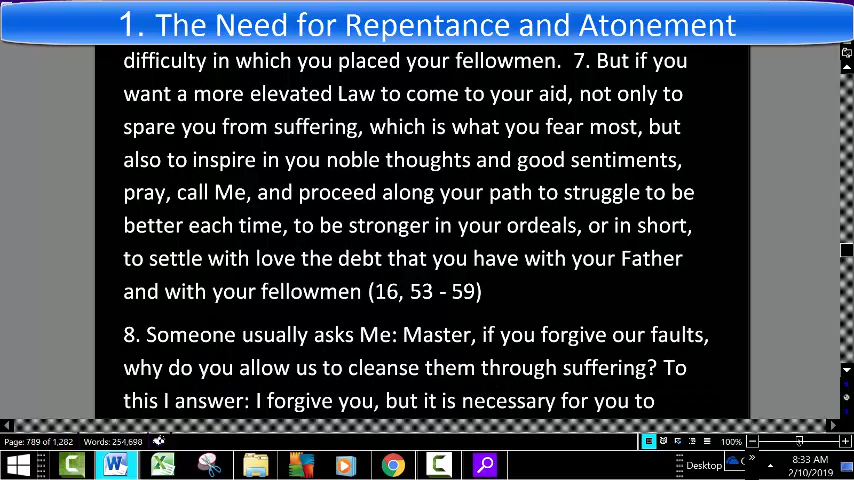 1. The Need for Repentance and Atonement
difficulty in which you placed your fellowmen.  7. But if you
want a more elevated Law to come to your aid, not only to
spare you from suffering, which is what you fear most, but
also to inspire in you noble thoughts and good sentiments,
pray, call Me, and proceed along your path to struggle to be
better each time, to be stronger in your ordeals, or in short,
to settle with love the debt that you have with your Father
and with your fellowmen (16, 53 - 59)
8. Someone usually asks Me: Master, if you forgive our faults,
why do you allow us to cleanse them through suffering? To
this I answer: I forgive you, but it is necessary for you to
Page: 789 of 1,282 Words: 254,698 100%
Desktop 8:33 AM
2/10/2019